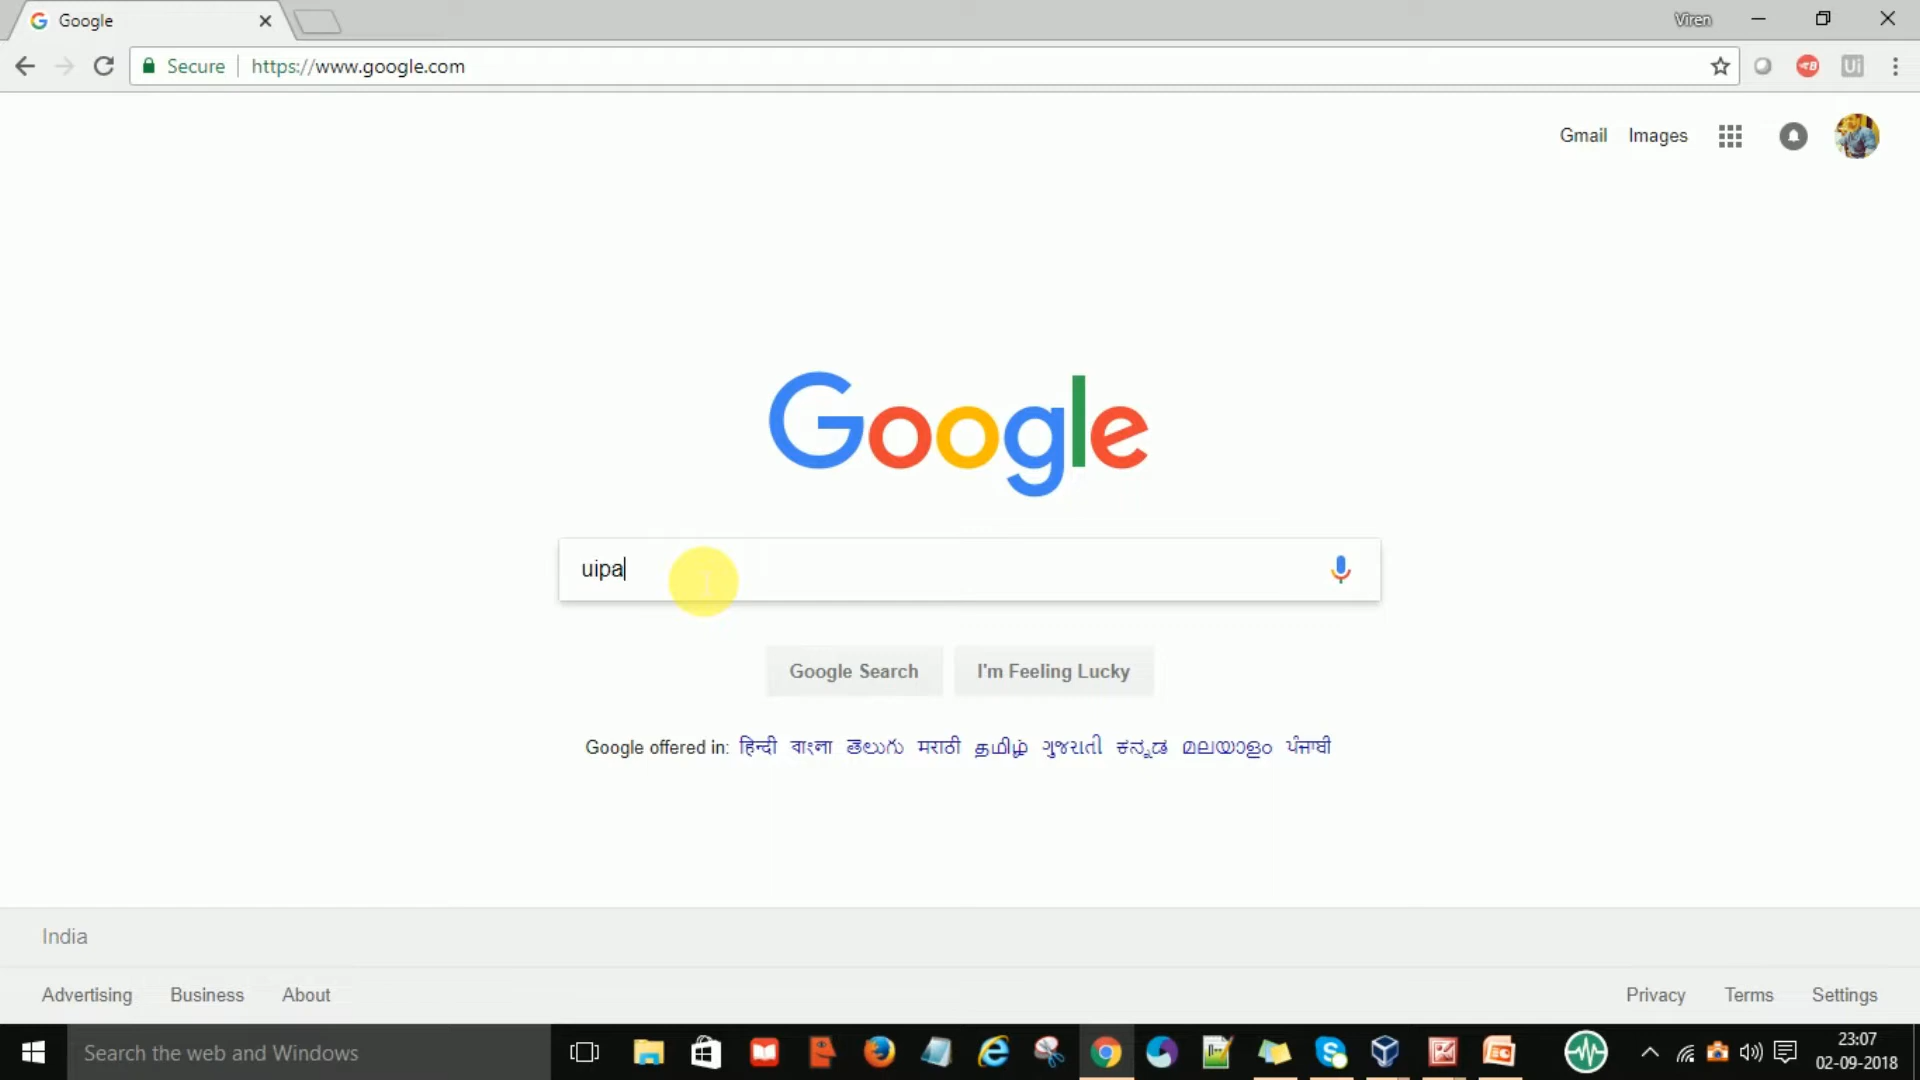 Google
Viren
Secure
https://www.google.com
Ui
Gmail
Images
Google
uipa
Google Search
I'm Feeling Lucky
Google offered in: हिन्दी বাংলা తెలుగు मराठी தமிழ் ગુજરાતી ಕನ್ನಡ മലയാളം ਪੰਜਾਬੀ
India
Advertising
Business
About
Privacy
Terms
Settings
Search the web and Windows
23:07
02-09-2018